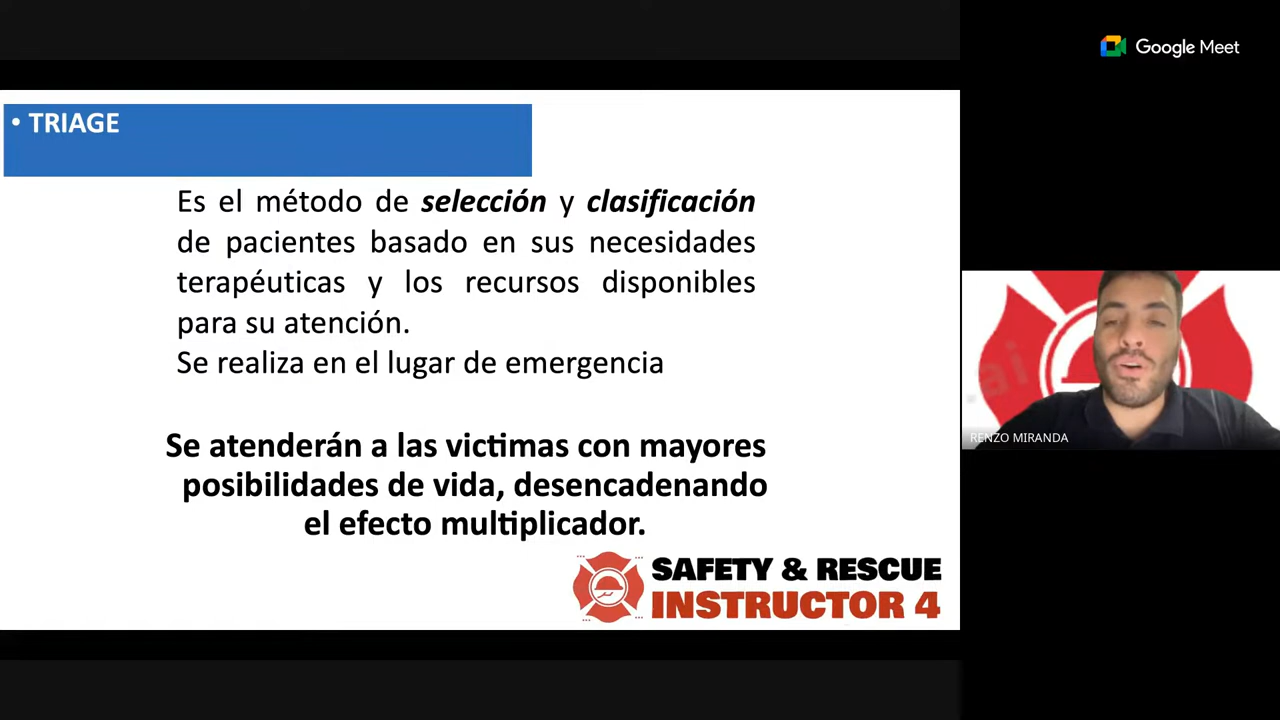 Google Meet
• TRIAGE
Es el método de selección y clasificación
de pacientes basado en sus necesidades
terapéuticas y los recursos disponibles
para su atención.
Se realiza en el lugar de emergencia
Se atenderán a las victimas con mayores
posibilidades de vida, desencadenando
el efecto multiplicador.
SAFETY & RESCUE
INSTRUCTOR 4
.ai
RENZO MIRANDA